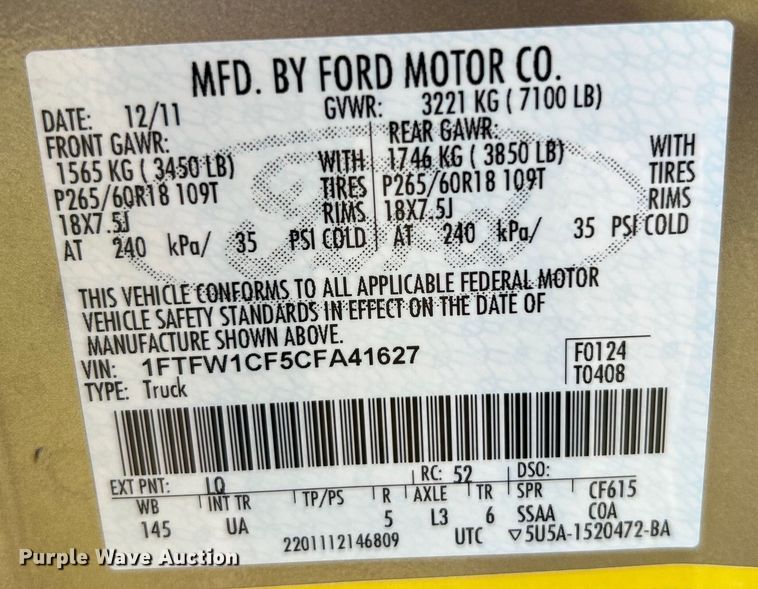 MFD. BY FORD MOTOR CO.
DATE: 12/11 GVWR: 3221 KG ( 7100 LB)
FRONT GAWR: REAR GAWR:
1565 KG ( 3450 LB) WITH 1746 KG ( 3850 LB) WITH
P265/60R18 109T TIRES P265/60R18 109T TIRES
18X7.5J RIMS 18X7.5J RIMS
AT 240 kPa/ 35 PSI COLD AT 240 kPa/ 35 PSI COLD
Ford
THIS VEHICLE CONFORMS TO ALL APPLICABLE FEDERAL MOTOR
VEHICLE SAFETY STANDARDS IN EFFECT ON THE DATE OF
MANUFACTURE SHOWN ABOVE.
VIN: 1FTFW1CF5CFA41627 F0124
TYPE: Truck T0408
EXT PNT: LQ RC: 52 DSO:
WB INT TR TP/PS R AXLE TR SPR CF615
145 UA 5 L3 6 SSAA COA
2201112146809 UTC ▽5U5A-1520472-BA
Purple Wave Auction